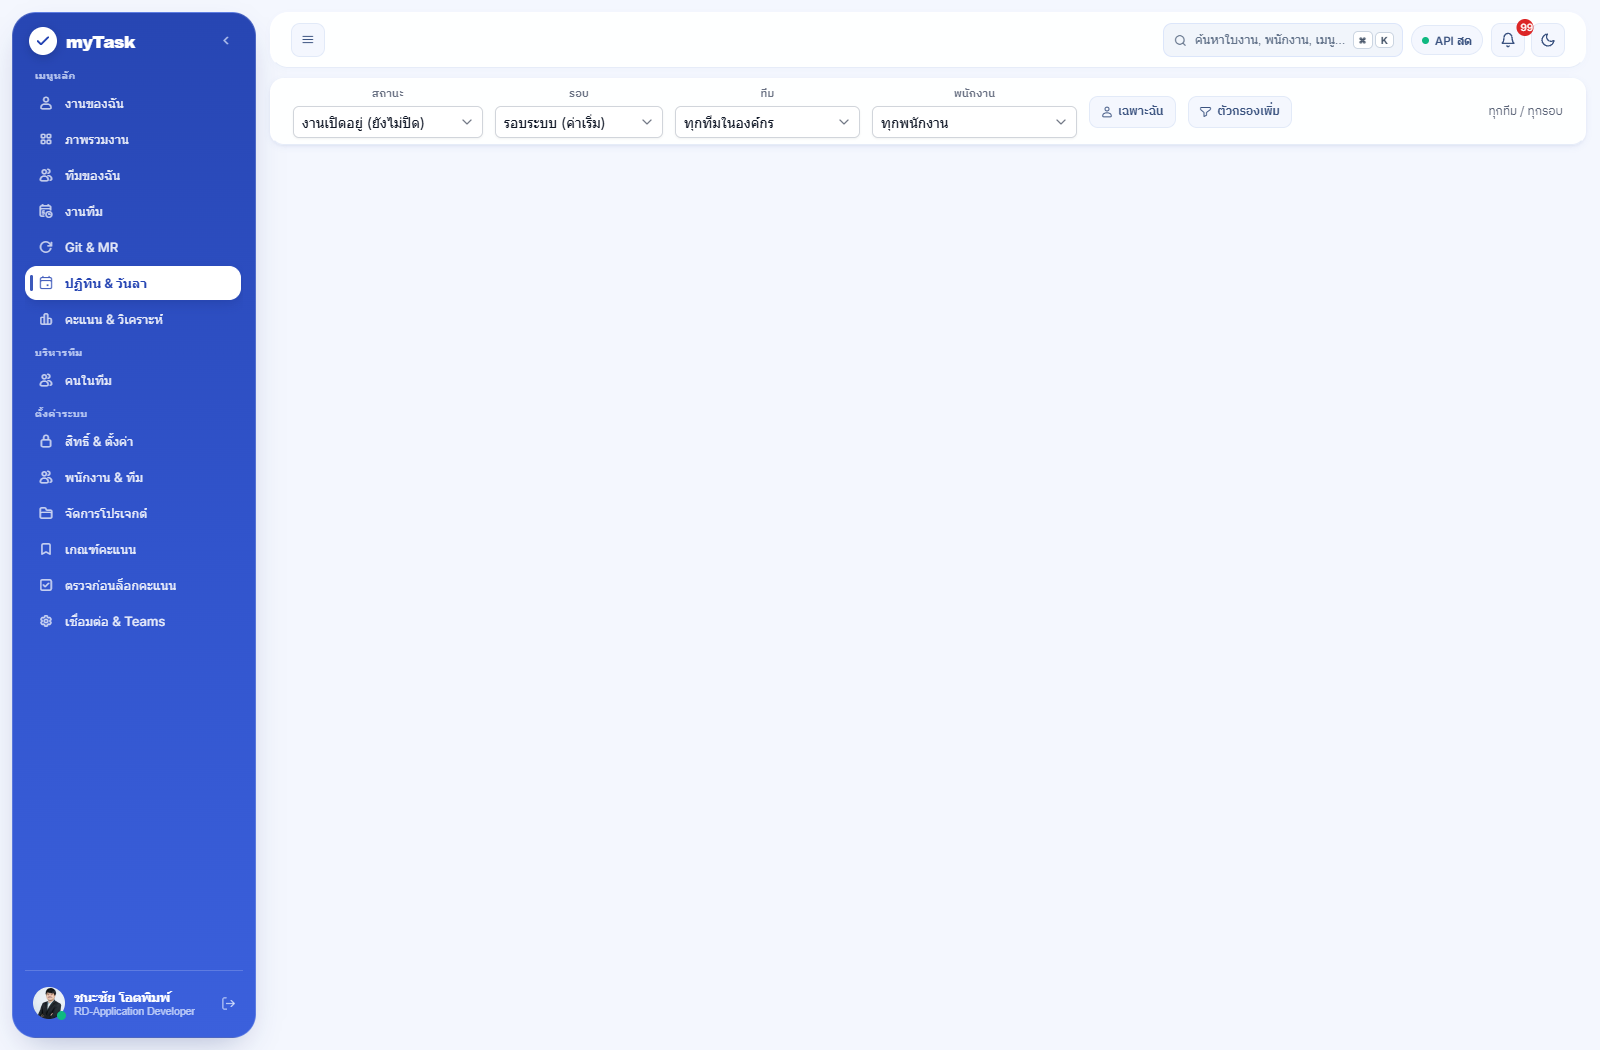 myTask
เมนูหลัก
งานของฉัน
ภาพรวมงาน
ทีมของฉัน
งานทีม
Git & MR
ปฏิทิน & วันลา
คะแนน & วิเคราะห์
บริหารทีม
คนในทีม
ตั้งค่าระบบ
สิทธิ์ & ตั้งค่า
พนักงาน & ทีม
จัดการโปรเจกต์
เกณฑ์คะแนน
ตรวจก่อนล็อกคะแนน
เชื่อมต่อ & Teams
ชนะชัย โอตพิมพ์
RD-Application Developer
ค้นหาใบงาน, พนักงาน, เมนู... ⌘ K
API สด
99
สถานะ
งานเปิดอยู่ (ยังไม่ปิด)
รอบ
รอบระบบ (ค่าเริ่ม)
ทีม
ทุกทีมในองค์กร
พนักงาน
ทุกพนักงาน
เฉพาะฉัน
ตัวกรองเพิ่ม
ทุกทีม / ทุกรอบ